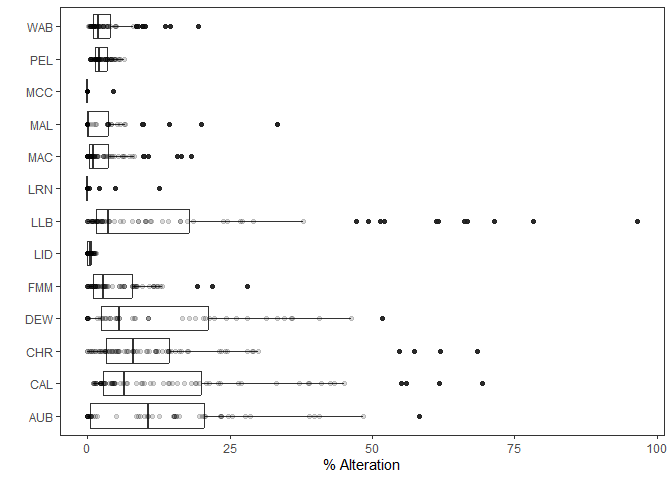 WAB
PEL
MCC
MAL
MAC
LRN
LLB
LID
FMM
DEW
CHR
CAL
AUB
0 25 50 75 100
% Alteration